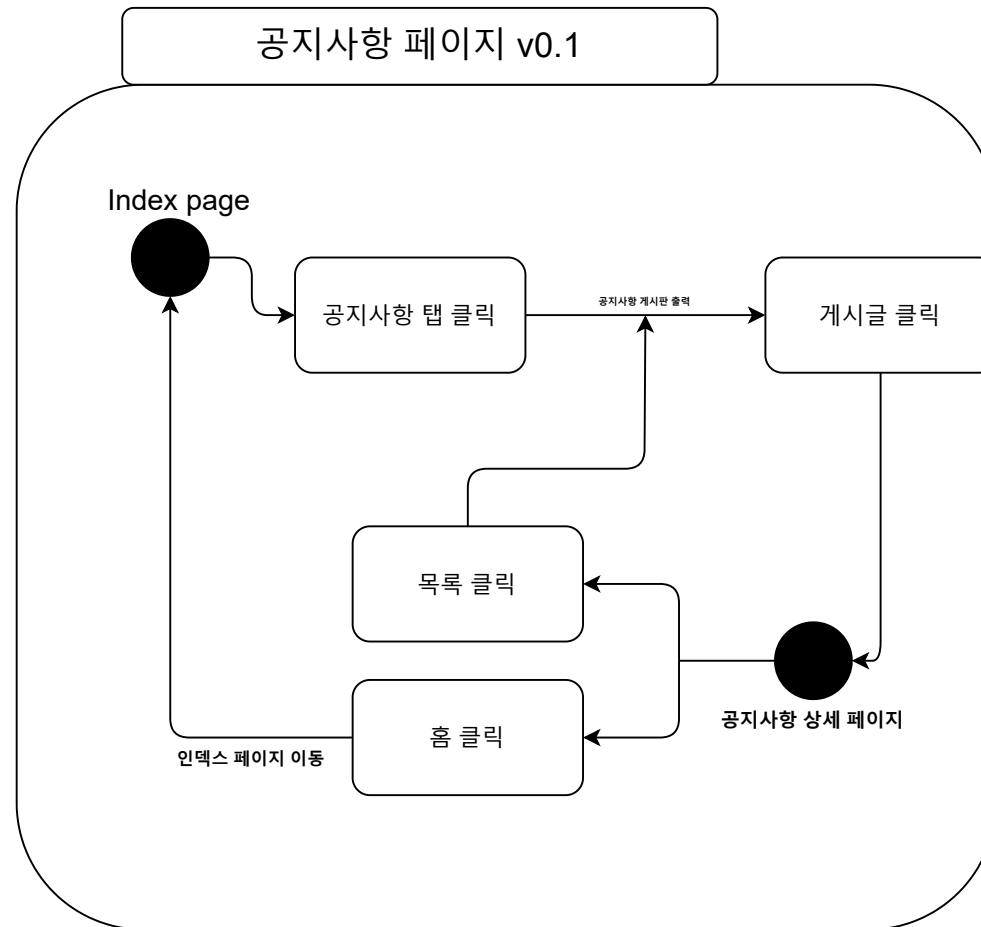 공지사항 페이지 v0.1
Index page
공지사항 탭 클릭
공지사항 게시판 출력
게시글 클릭
목록 클릭
공지사항 상세 페이지
홈 클릭
인덱스 페이지 이동